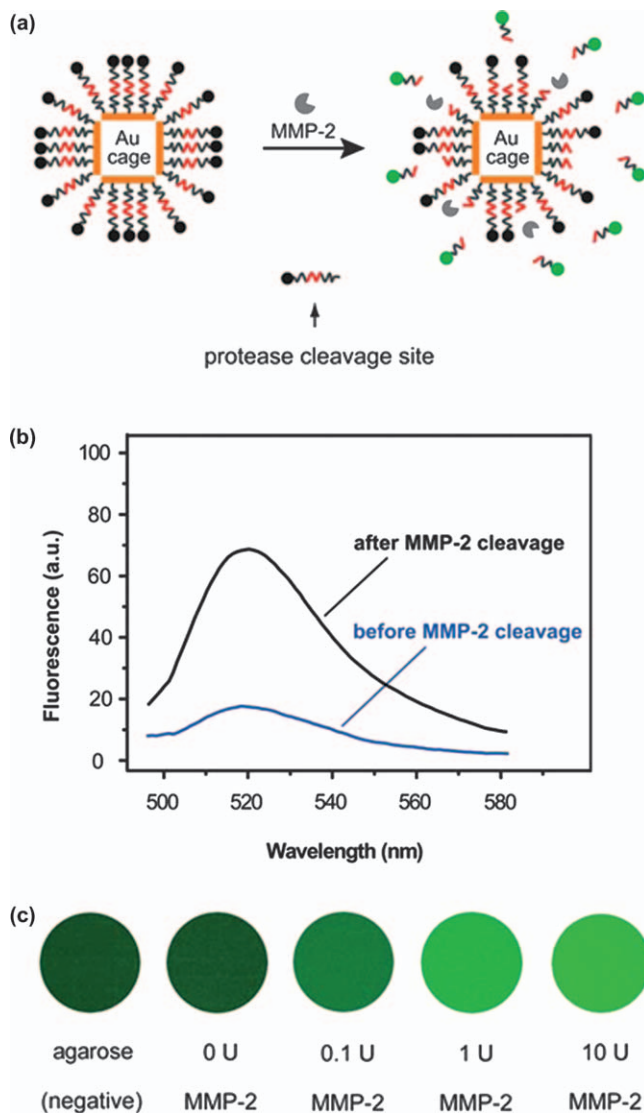 (a)
Au
cage
MMP-2
Au
cage
protease cleavage site
(b)
100
80
60
40
20
0
Fluorescence (a.u.)
after MMP-2 cleavage
before MMP-2 cleavage
500 520 540 560 580
Wavelength (nm)
(c)
agarose 0 U 0.1 U 1 U 10 U
(negative) MMP-2 MMP-2 MMP-2 MMP-2